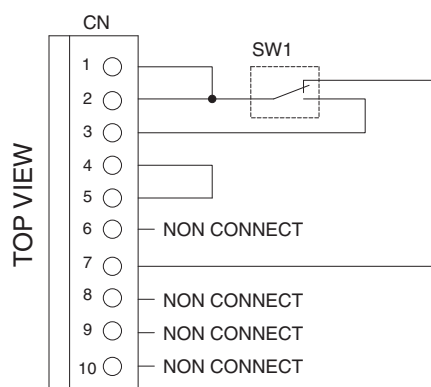 CN
SW1
1
2
3
4
5
6 NON CONNECT
7
8 NON CONNECT
9 NON CONNECT
10 NON CONNECT
TOP VIEW